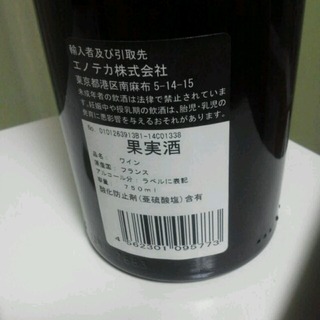 輸入者及び引取先
エノテカ株式会社
東京都港区南麻布 5-14-15
未成年者の飲酒は法律で禁止されていま
す。妊娠中や授乳期の飲酒は、胎児・乳児の
発育に悪影響を与えるおそれがあります。
No. 0101263913B1-14C01338
果実酒
品名: ワイン
原産国: フランス
アルコール分: ラベルに表記
容量: 750ml
酸化防止剤(亜硫酸塩)含有
4 562301 095773